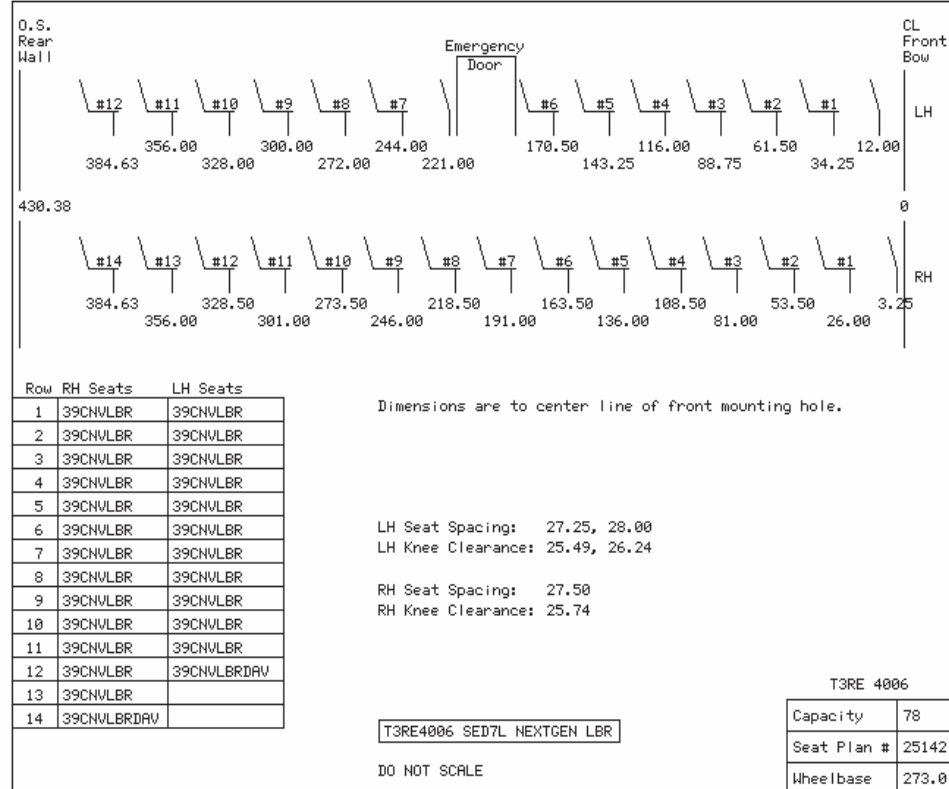 O.S.
Rear
Wall
Emergency
Door
CL
Front
Bow
#12 #11 #10 #9 #8 #7 #6 #5 #4 #3 #2 #1 LH
356.00 300.00 244.00 170.50 116.00 61.50 12.00
384.63 328.00 272.00 221.00 143.25 88.75 34.25
430.38 0
#14 #13 #12 #11 #10 #9 #8 #7 #6 #5 #4 #3 #2 #1 RH
384.63 328.50 273.50 218.50 163.50 108.50 53.50 3.25
356.00 301.00 246.00 191.00 136.00 81.00 26.00
Row RH Seats LH Seats
1 39CNVLBR 39CNVLBR
2 39CNVLBR 39CNVLBR
3 39CNVLBR 39CNVLBR
4 39CNVLBR 39CNVLBR
5 39CNVLBR 39CNVLBR
6 39CNVLBR 39CNVLBR
7 39CNVLBR 39CNVLBR
8 39CNVLBR 39CNVLBR
9 39CNVLBR 39CNVLBR
10 39CNVLBR 39CNVLBR
11 39CNVLBR 39CNVLBR
12 39CNVLBR 39CNVLBRDAV
13 39CNVLBR
14 39CNVLBRDAV
Dimensions are to center line of front mounting hole.
LH Seat Spacing: 27.25, 28.00
LH Knee Clearance: 25.49, 26.24
RH Seat Spacing: 27.50
RH Knee Clearance: 25.74
T3RE4006 SED7L NEXTGEN LBR
DO NOT SCALE
T3RE 4006
Capacity 78
Seat Plan # 25142
Wheelbase 273.0